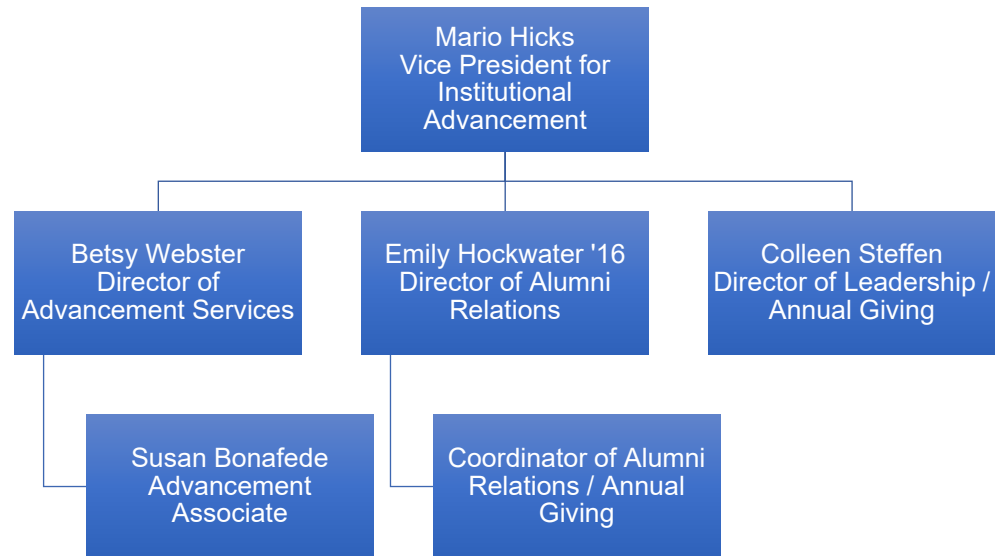 Mario Hicks
Vice President for
Institutional
Advancement
Betsy Webster
Director of
Advancement Services
Emily Hockwater '16
Director of Alumni
Relations
Colleen Steffen
Director of Leadership /
Annual Giving
Susan Bonafede
Advancement
Associate
Coordinator of Alumni
Relations / Annual
Giving